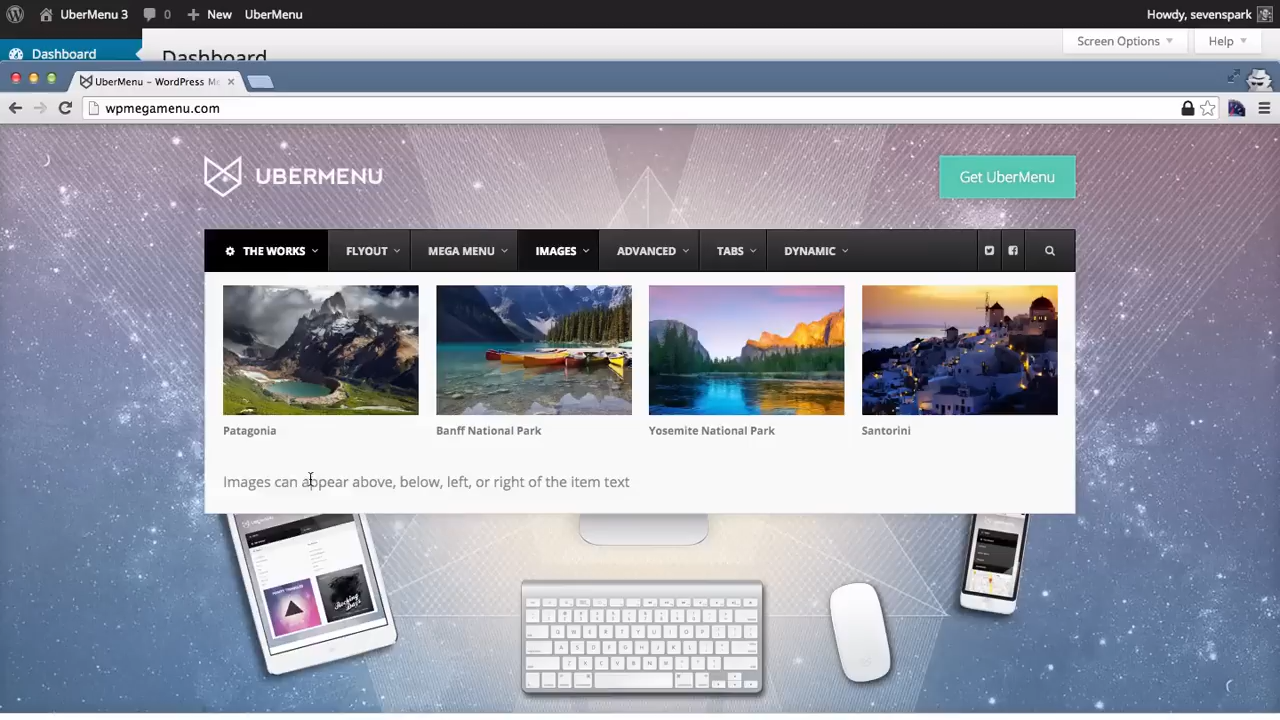 UberMenu 3
0
New
UberMenu
Howdy, sevenspark
Dashboard
Dashboard
Screen Options
Help
UberMenu – WordPress M
wpmegamenu.com
UBERMENU
Get UberMenu
THE WORKS
FLYOUT
MEGA MENU
IMAGES
ADVANCED
TABS
DYNAMIC
Patagonia
Banff National Park
Yosemite National Park
Santorini
Images can appear above, below, left, or right of the item text